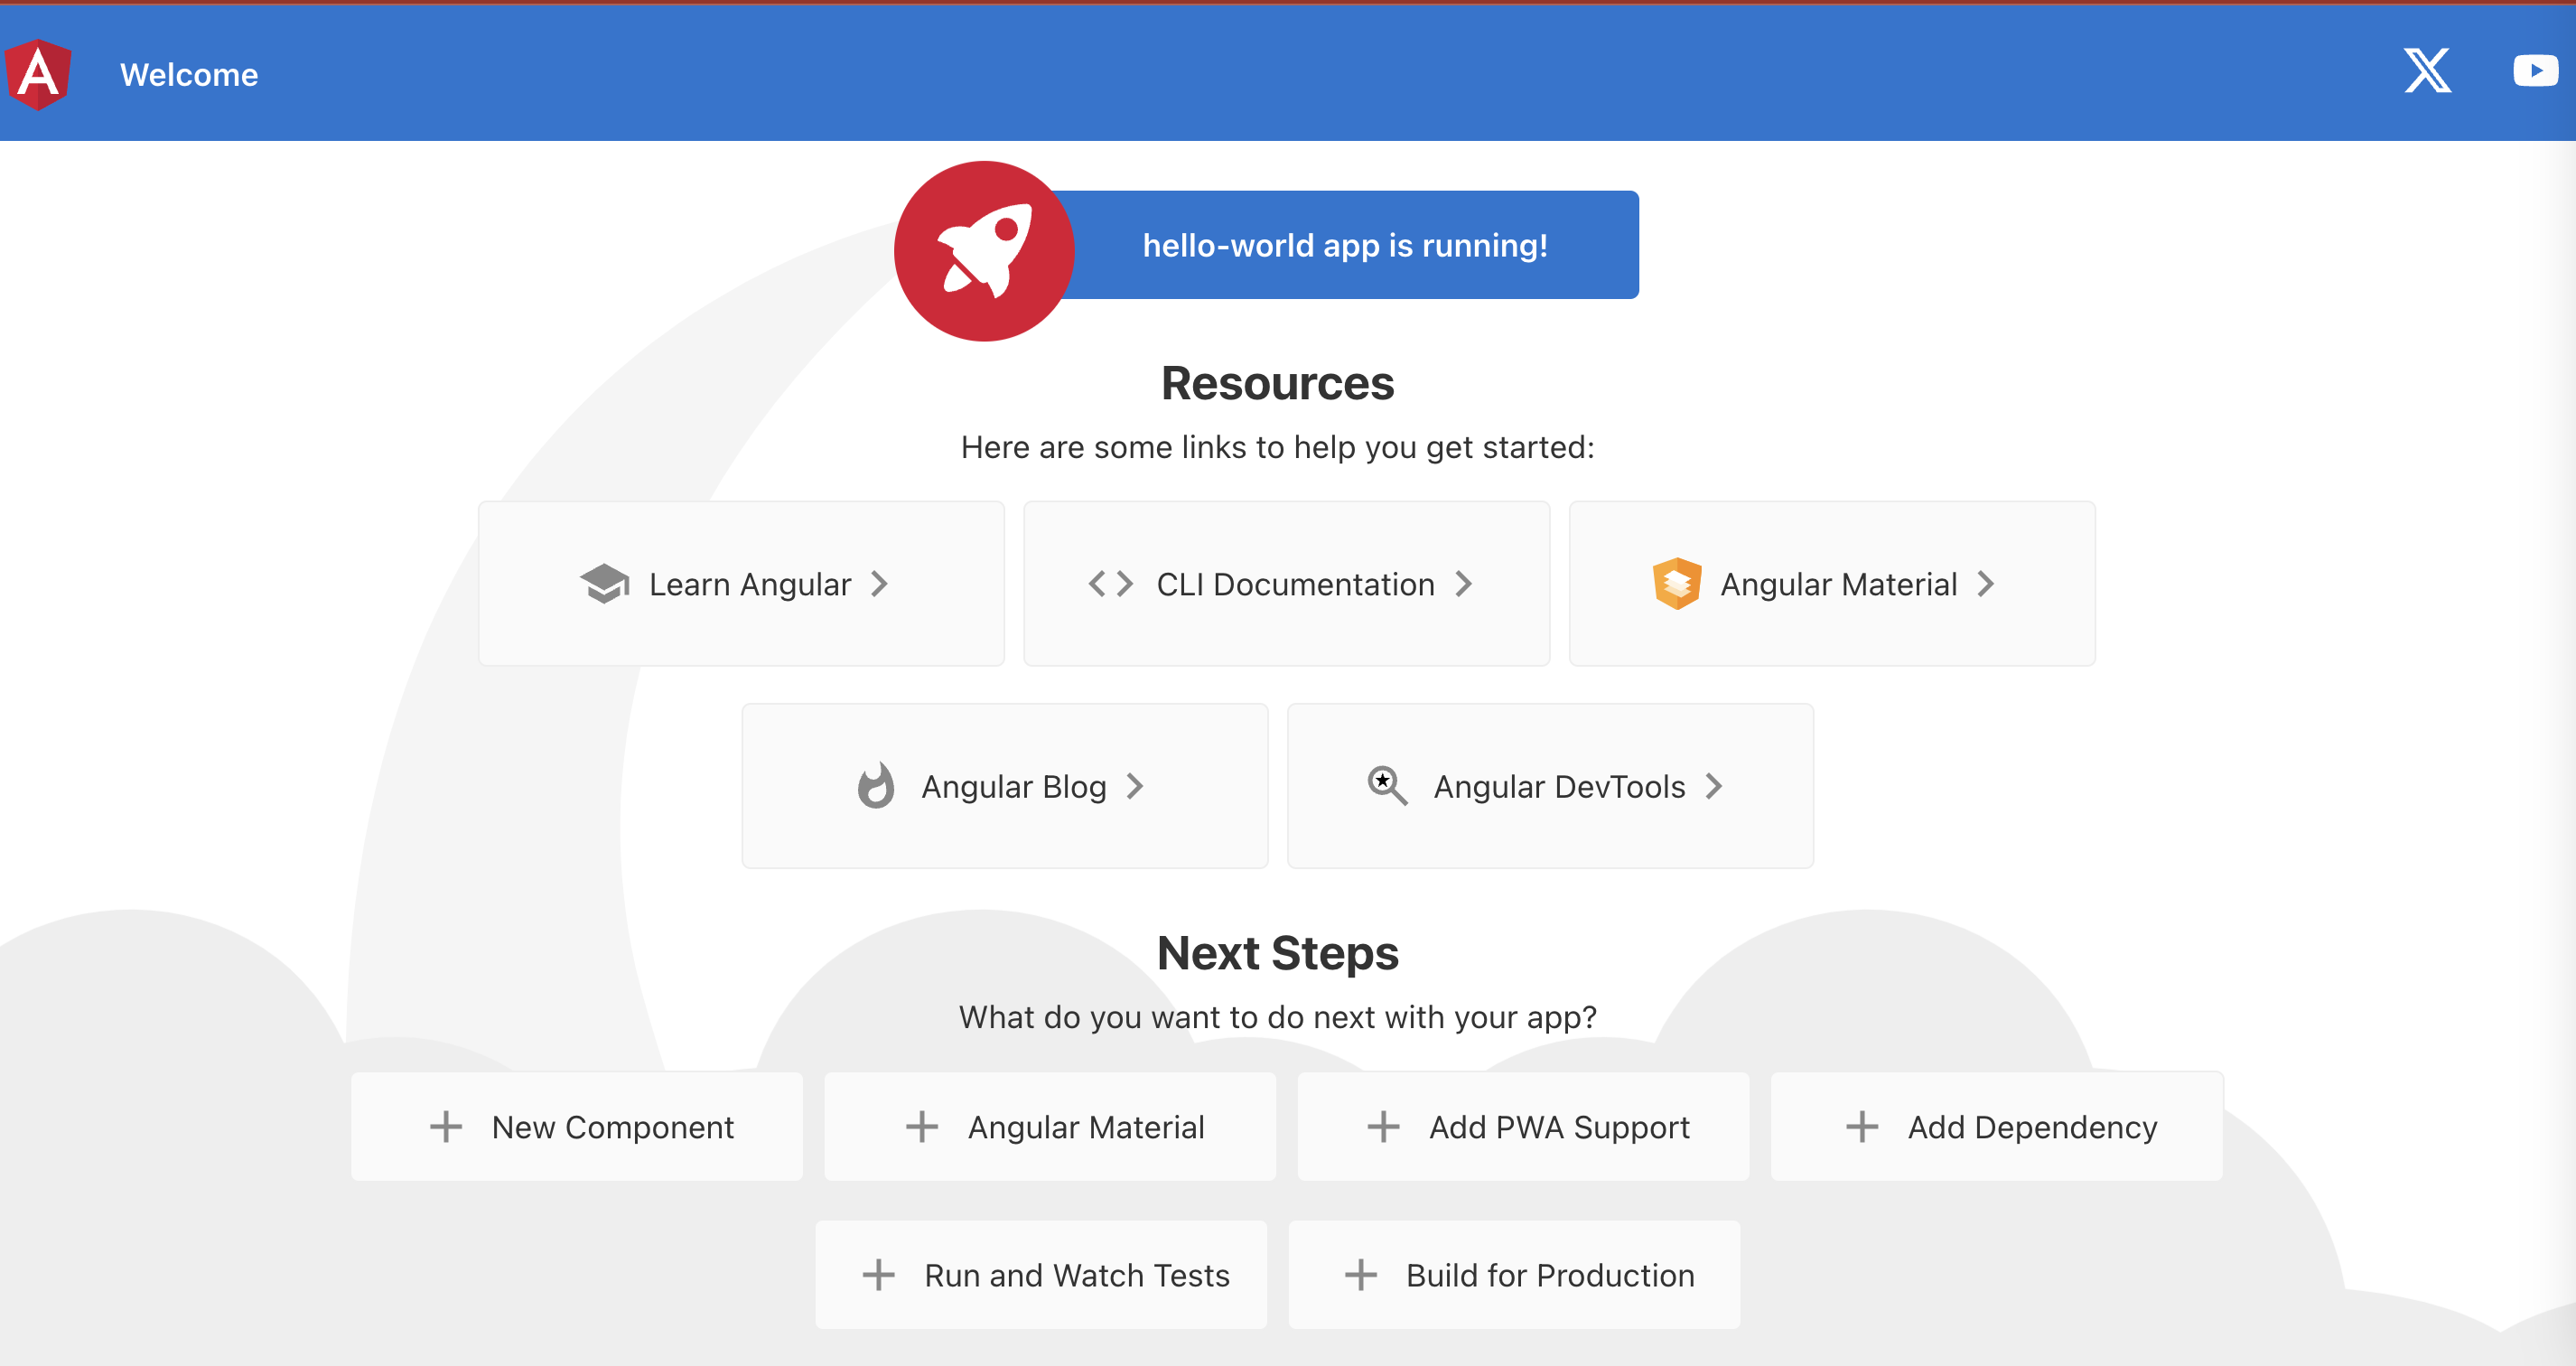 Welcome
hello-world app is running!
Resources
Here are some links to help you get started:
Learn Angular
CLI Documentation
Angular Material
Angular Blog
Angular DevTools
Next Steps
What do you want to do next with your app?
New Component
Angular Material
Add PWA Support
Add Dependency
Run and Watch Tests
Build for Production